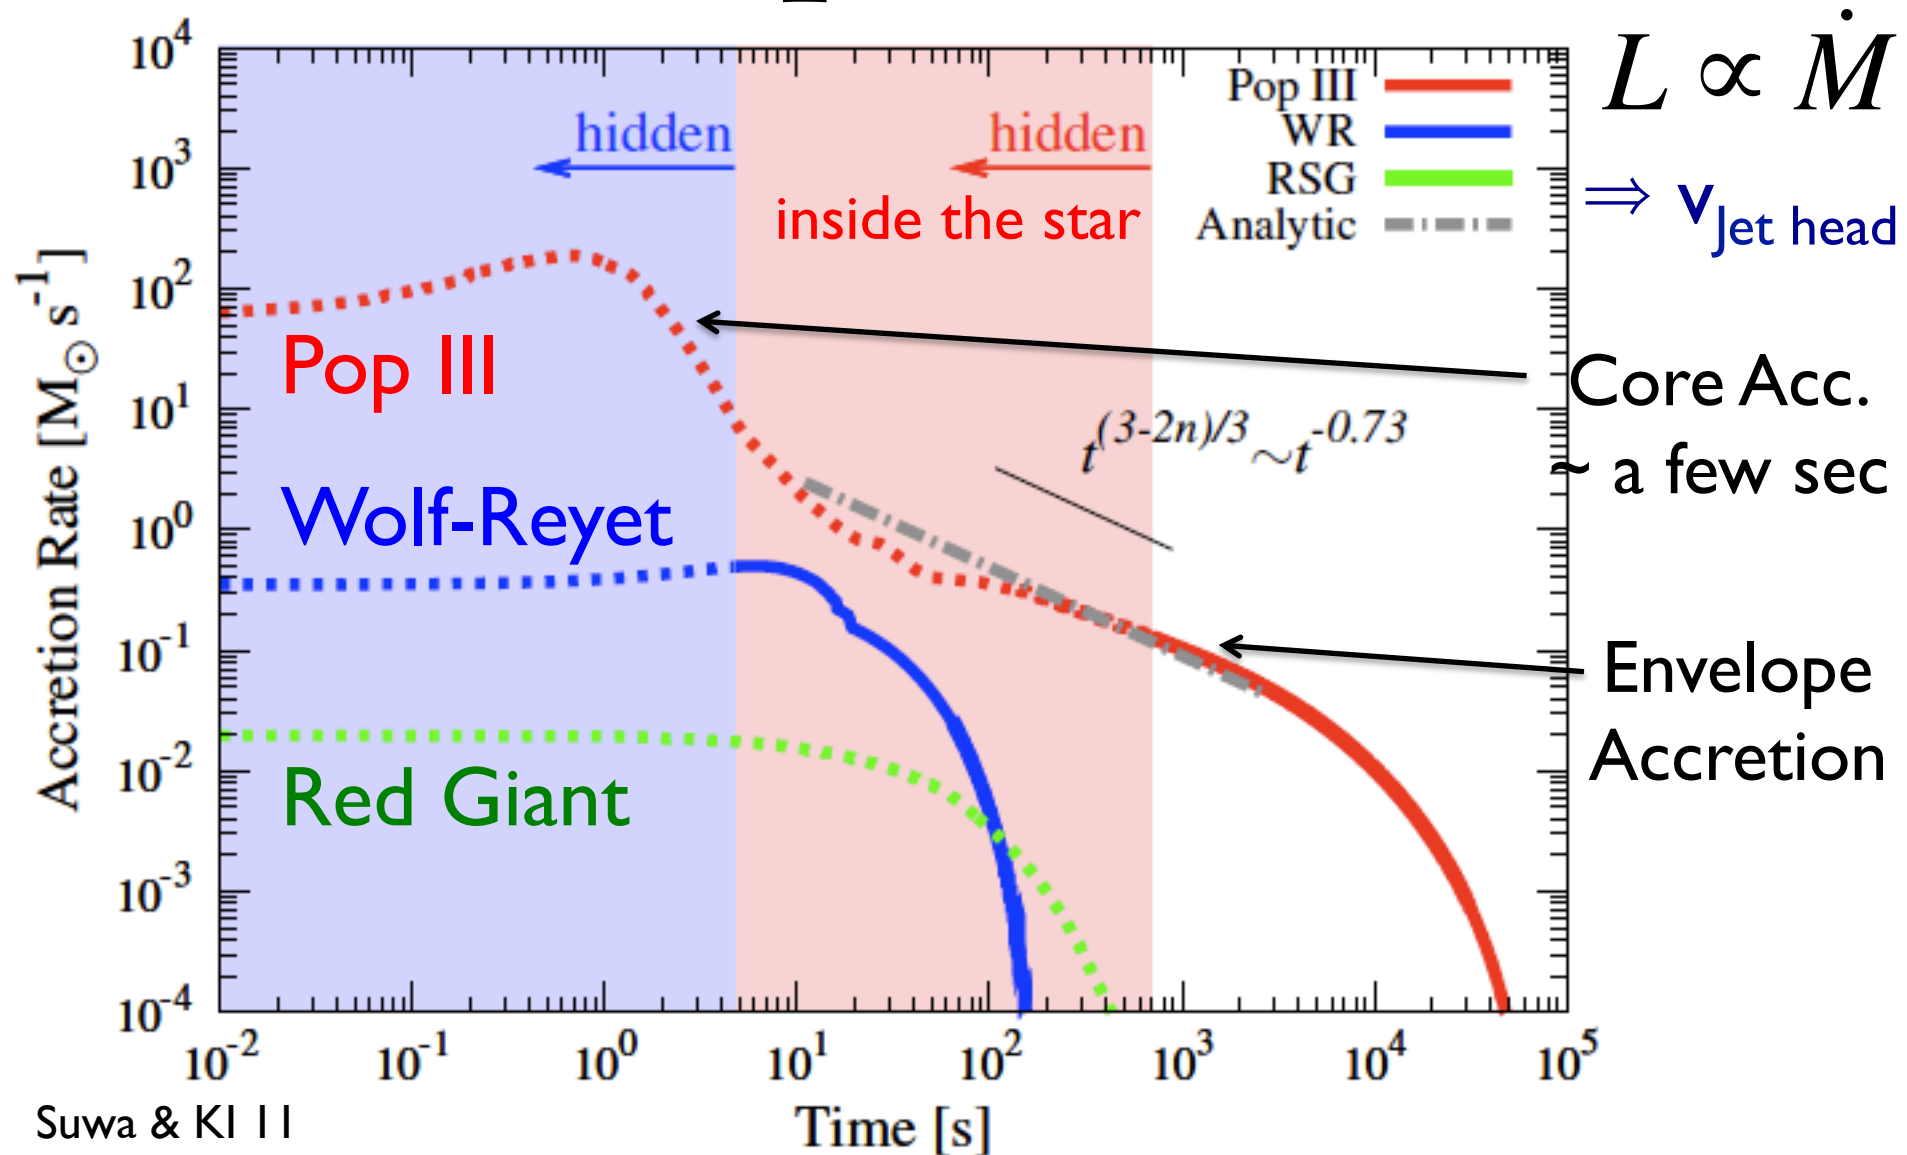 L ∝ Ṁ
⇒ v_Jet head
Pop III
WR
RSG
Analytic
hidden
hidden
inside the star
Pop III
Wolf-Reyet
Red Giant
t^(3-2n)/3 ~t^-0.73
Core Acc.
~ a few sec
Envelope
Accretion
Accretion Rate [M⊙ s^-1]
10^4
10^3
10^2
10^1
10^0
10^-1
10^-2
10^-3
10^-4
10^-2 10^-1 10^0 10^1 10^2 10^3 10^4 10^5
Time [s]
Suwa & KI 11